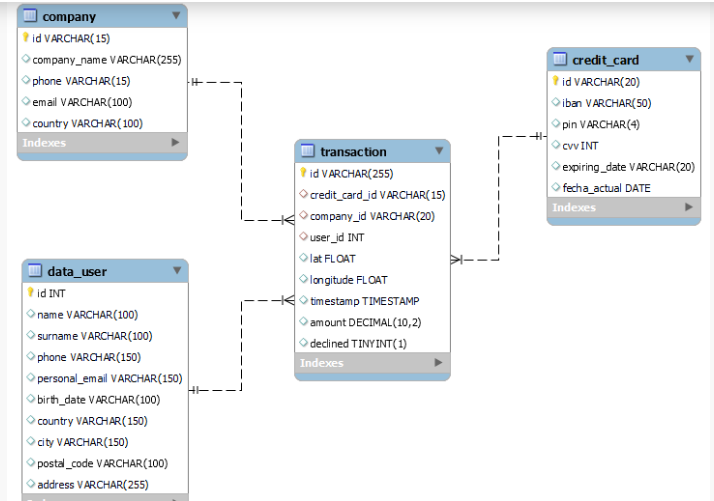 company
id VARCHAR(15)
company_name VARCHAR(255)
phone VARCHAR(15)
email VARCHAR(100)
country VARCHAR(100)
Indexes
credit_card
id VARCHAR(20)
iban VARCHAR(50)
pin VARCHAR(4)
cvv INT
expiring_date VARCHAR(20)
fecha_actual DATE
Indexes
transaction
id VARCHAR(255)
credit_card_id VARCHAR(15)
company_id VARCHAR(20)
user_id INT
lat FLOAT
longitude FLOAT
timestamp TIMESTAMP
amount DECIMAL(10,2)
declined TINYINT(1)
Indexes
data_user
id INT
name VARCHAR(100)
surname VARCHAR(100)
phone VARCHAR(150)
personal_email VARCHAR(150)
birth_date VARCHAR(100)
country VARCHAR(150)
city VARCHAR(150)
postal_code VARCHAR(100)
address VARCHAR(255)